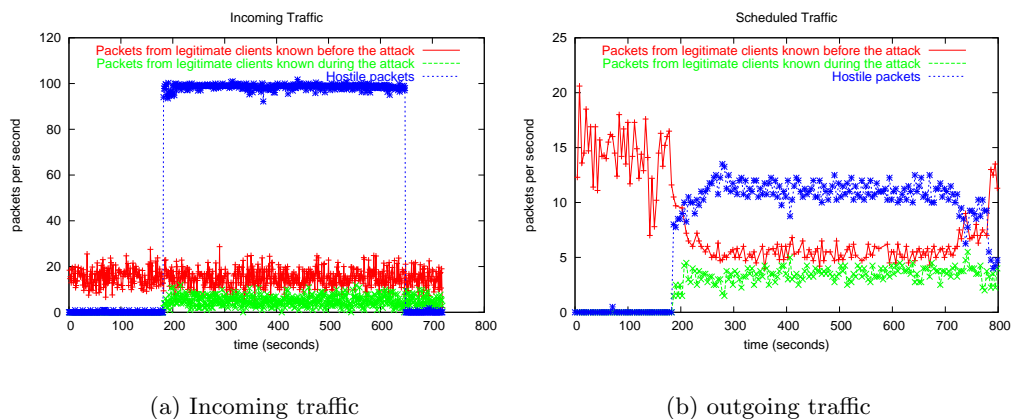 Incoming Traffic
120
100
80
60
40
20
0
0 100 200 300 400 500 600 700 800
packets per second
time (seconds)
Packets from legitimate clients known before the attack
Packets from legitimate clients known during the attack
Hostile packets
(a) Incoming traffic
Scheduled Traffic
25
20
15
10
5
0
0 100 200 300 400 500 600 700 800
packets per second
time (seconds)
Packets from legitimate clients known before the attack
Packets from legitimate clients known during the attack
Hostile packets
(b) outgoing traffic